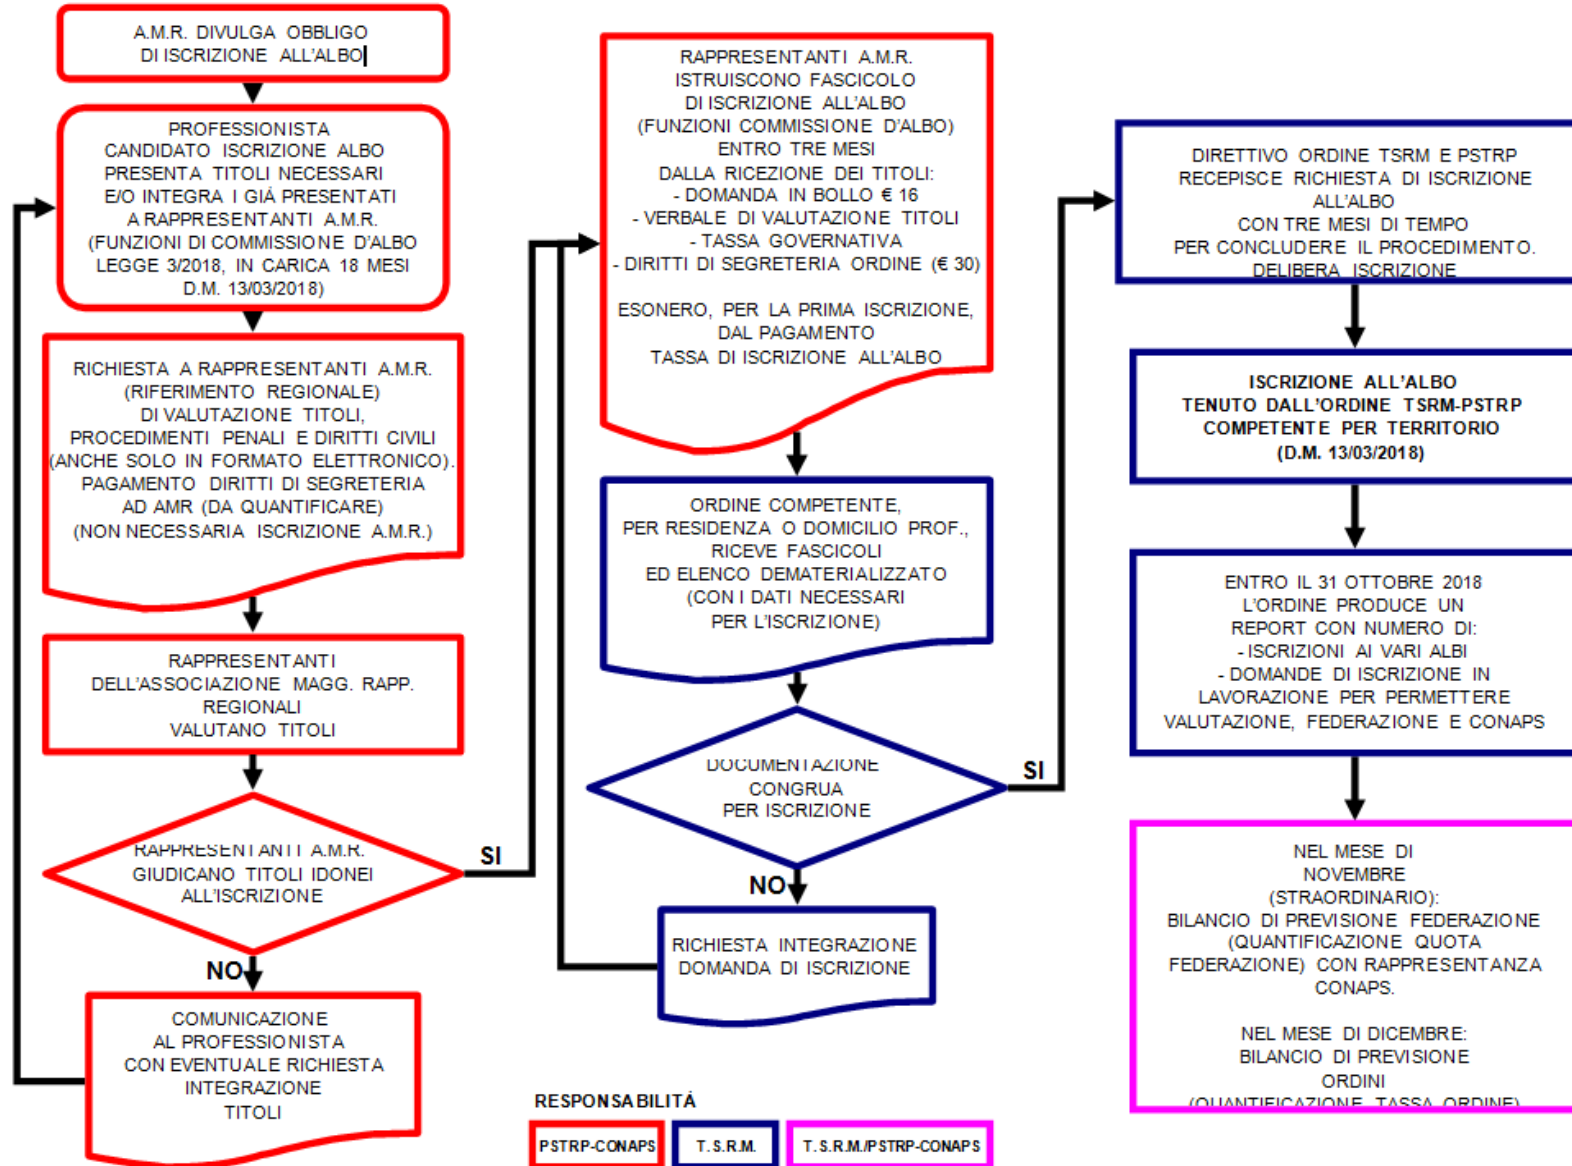 A.M.R. DIVULGA OBBLIGO
DI ISCRIZIONE ALL'ALBO
PROFESSIONISTA
CANDIDATO ISCRIZIONE ALBO
PRESENTA TITOLI NECESSARI
E/O INTEGRA I GIÁ PRESENTATI
A RAPPRESENTANTI A.M.R.
(FUNZIONI DI COMMISSIONE D'ALBO
LEGGE 3/2018, IN CARICA 18 MESI
D.M. 13/03/2018)
RICHIESTA A RAPPRESENTANTI A.M.R.
(RIFERIMENTO REGIONALE)
DI VALUTAZIONE TITOLI,
PROCEDIMENTI PENALI E DIRITTI CIVILI
(ANCHE SOLO IN FORMATO ELETTRONICO).
PAGAMENTO DIRITTI DI SEGRETERIA
AD AMR (DA QUANTIFICARE)
(NON NECESSARIA ISCRIZIONE A.M.R.)
RAPPRESENTANTI
DELL'ASSOCIAZIONE MAGG. RAPP.
REGIONALI
VALUTANO TITOLI
RAPPRESENTANTI A.M.R.
GIUDICANO TITOLI IDONEI
ALL'ISCRIZIONE
SI
NO
COMUNICAZIONE
AL PROFESSIONISTA
CON EVENTUALE RICHIESTA
INTEGRAZIONE
TITOLI
RAPPRESENTANTI A.M.R.
ISTRUISCONO FASCICOLO
DI ISCRIZIONE ALL'ALBO
(FUNZIONI COMMISSIONE D'ALBO)
ENTRO TRE MESI
DALLA RICEZIONE DEI TITOLI:
- DOMANDA IN BOLLO € 16
- VERBALE DI VALUTAZIONE TITOLI
- TASSA GOVERNATIVA
- DIRITTI DI SEGRETERIA ORDINE (€ 30)
ESONERO, PER LA PRIMA ISCRIZIONE,
DAL PAGAMENTO
TASSA DI ISCRIZIONE ALL'ALBO
ORDINE COMPETENTE,
PER RESIDENZA O DOMICILIO PROF.,
RICEVE FASCICOLI
ED ELENCO DEMATERIALIZZATO
(CON I DATI NECESSARI
PER L'ISCRIZIONE)
DOCUMENTAZIONE
CONGRUA
PER ISCRIZIONE
SI
NO
RICHIESTA INTEGRAZIONE
DOMANDA DI ISCRIZIONE
DIRETTIVO ORDINE TSRM E PSTRP
RECEPISCE RICHIESTA DI ISCRIZIONE
ALL'ALBO
CON TRE MESI DI TEMPO
PER CONCLUDERE IL PROCEDIMENTO.
DELIBERA ISCRIZIONE
ISCRIZIONE ALL'ALBO
TENUTO DALL'ORDINE TSRM-PSTRP
COMPETENTE PER TERRITORIO
(D.M. 13/03/2018)
ENTRO IL 31 OTTOBRE 2018
L'ORDINE PRODUCE UN
REPORT CON NUMERO DI:
- ISCRIZIONI AI VARI ALBI
- DOMANDE DI ISCRIZIONE IN
LAVORAZIONE PER PERMETTERE
VALUTAZIONE, FEDERAZIONE E CONAPS
NEL MESE DI
NOVEMBRE
(STRAORDINARIO):
BILANCIO DI PREVISIONE FEDERAZIONE
(QUANTIFICAZIONE QUOTA
FEDERAZIONE) CON RAPPRESENTANZA
CONAPS.
NEL MESE DI DICEMBRE:
BILANCIO DI PREVISIONE
ORDINI
(QUANTIFICAZIONE TASSA ORDINE)
RESPONSABILITÁ
PSTRP-CONAPS
T.S.R.M.
T.S.R.M./PSTRP-CONAPS